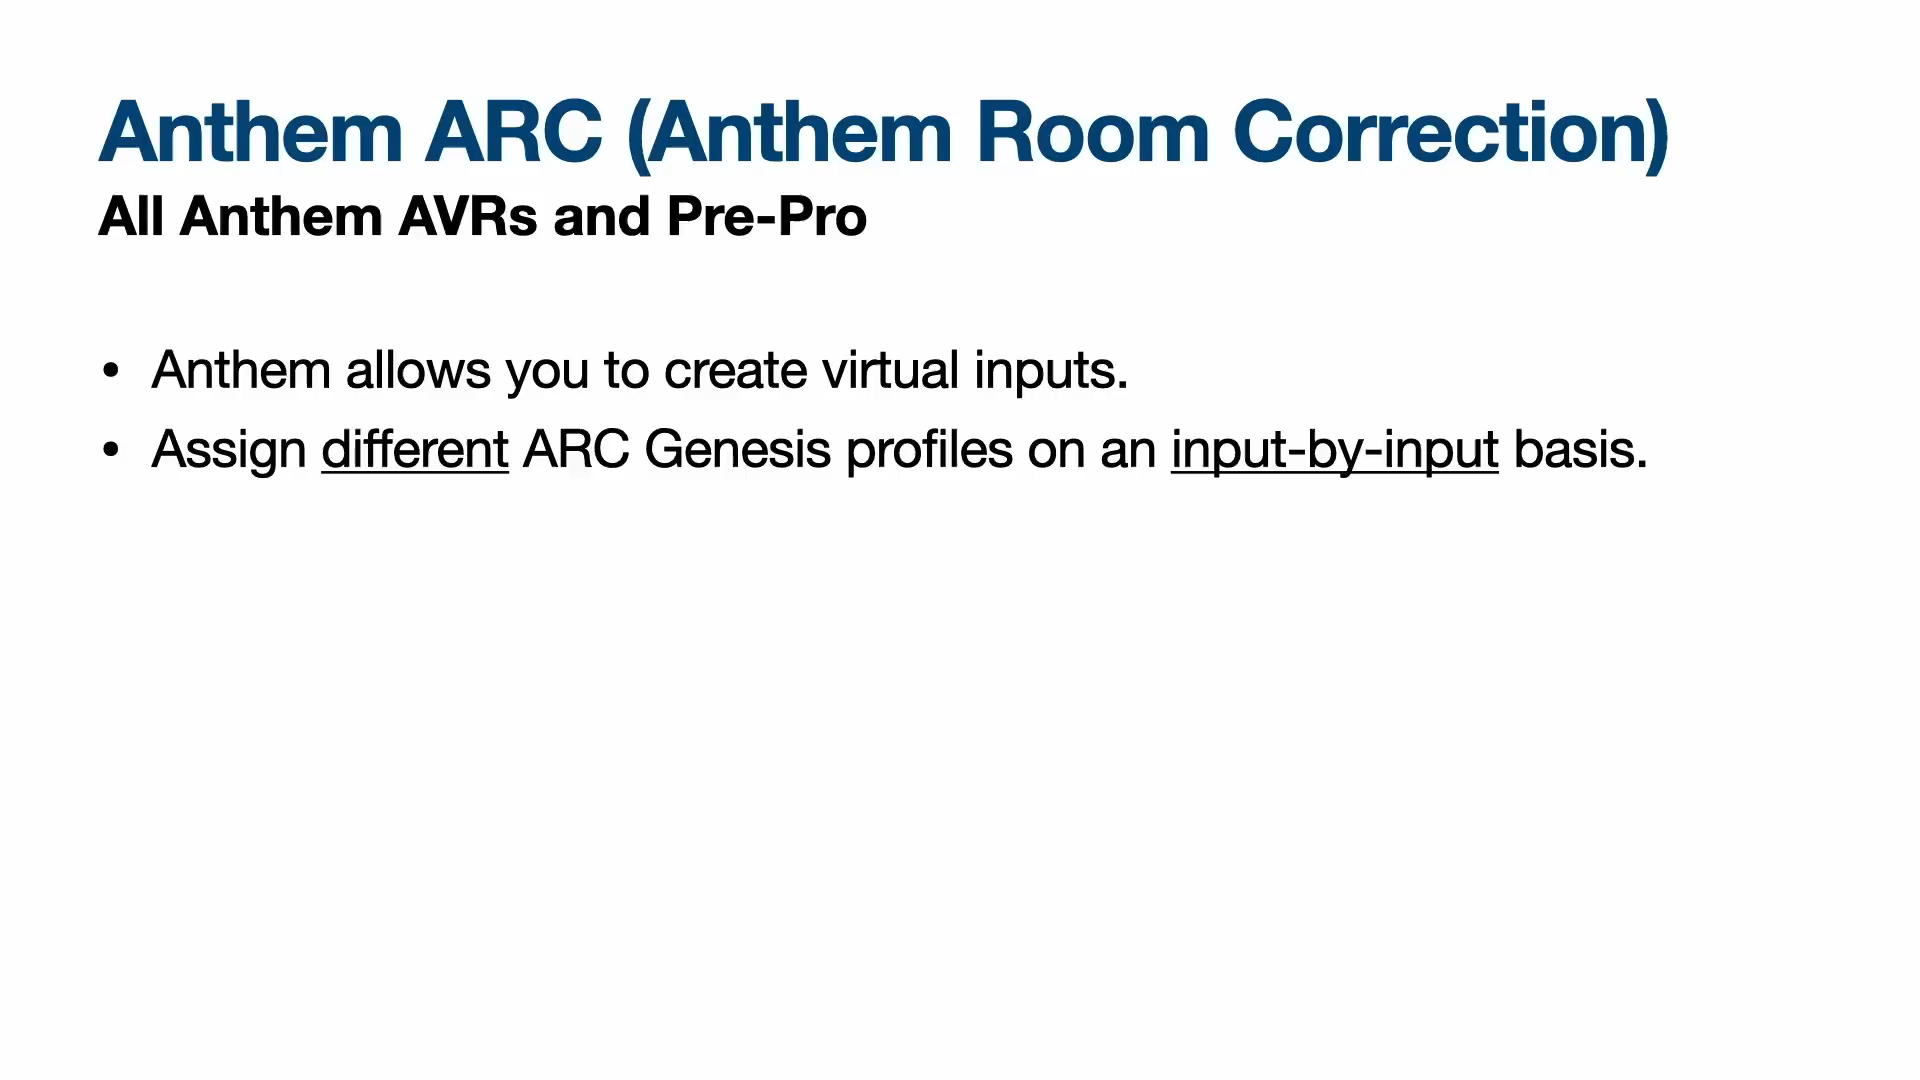 Anthem ARC (Anthem Room Correction)
All Anthem AVRs and Pre-Pro
• Anthem allows you to create virtual inputs.
• Assign different ARC Genesis profiles on an input-by-input basis.